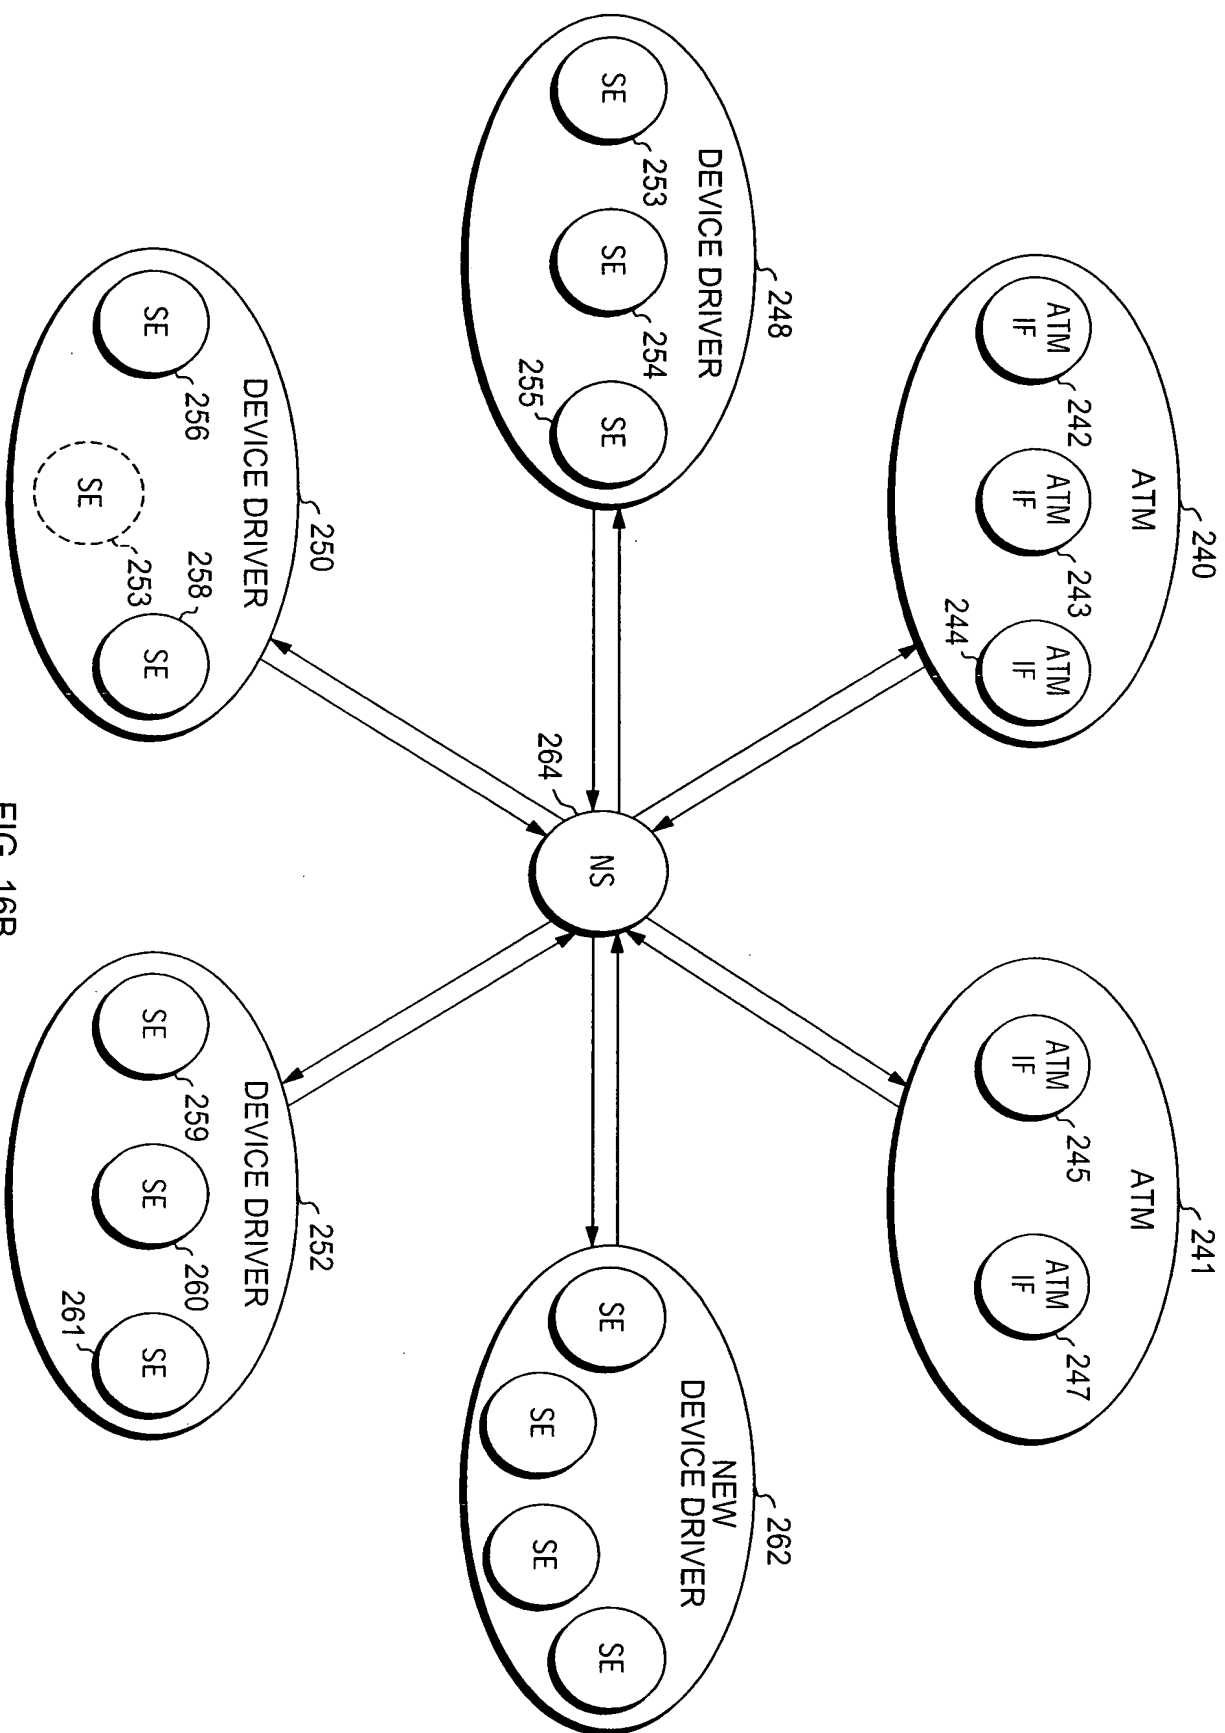 240
ATM
ATM
IF
242
ATM
IF
243
ATM
IF
244
241
ATM
ATM
IF
245
ATM
IF
247
248
DEVICE DRIVER
SE
253
SE
254
SE
255
264
NS
262
NEW
DEVICE DRIVER
SE
SE
SE
SE
250
DEVICE DRIVER
SE
256
SE
253
SE
258
252
DEVICE DRIVER
SE
259
SE
260
SE
261
FIG. 16B